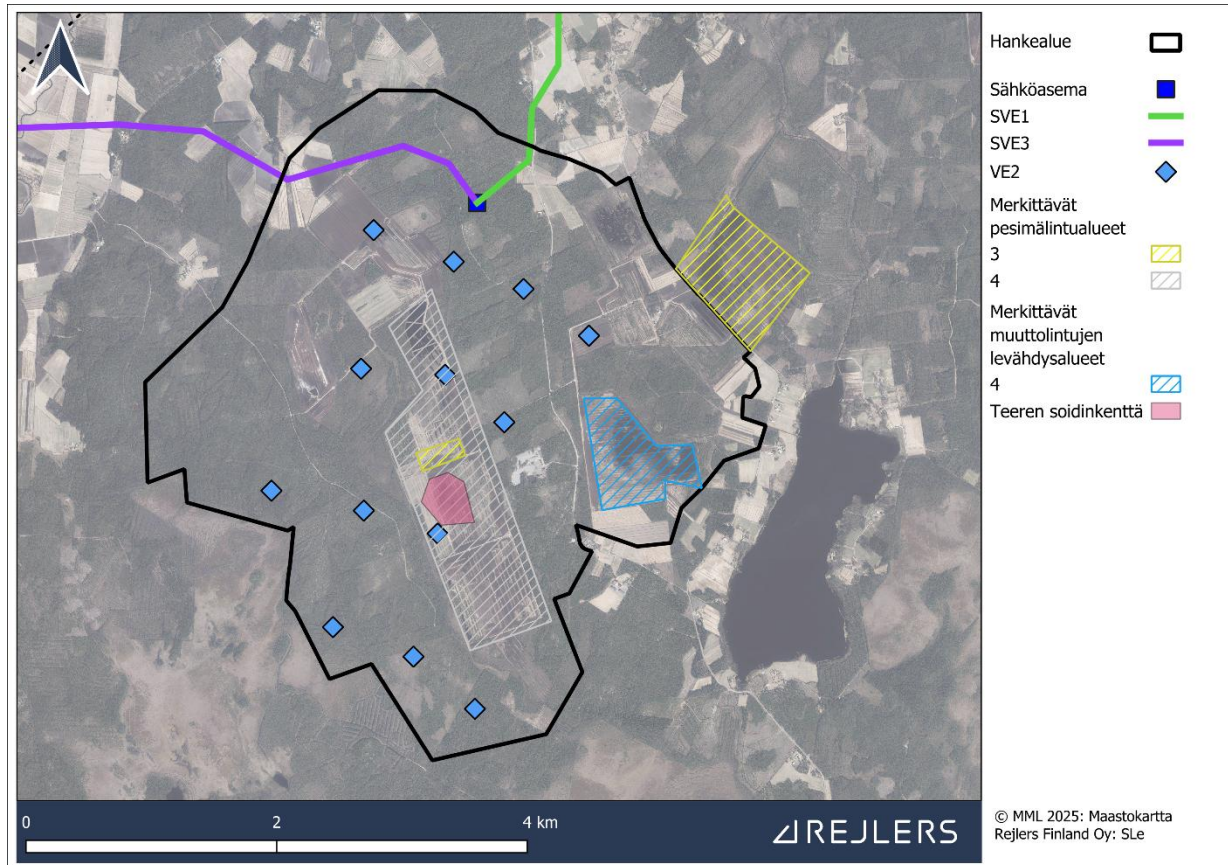 Hankealue
Sähköasema
SVE1
SVE3
VE2
Merkittävät
pesimälintualueet
3
4
Merkittävät
muuttolintujen
levähdysalueet
4
Teeren soidinkenttä
0
2
4 km
REJLERS
© MML 2025: Maastokartta
Rejlers Finland Oy: SLe